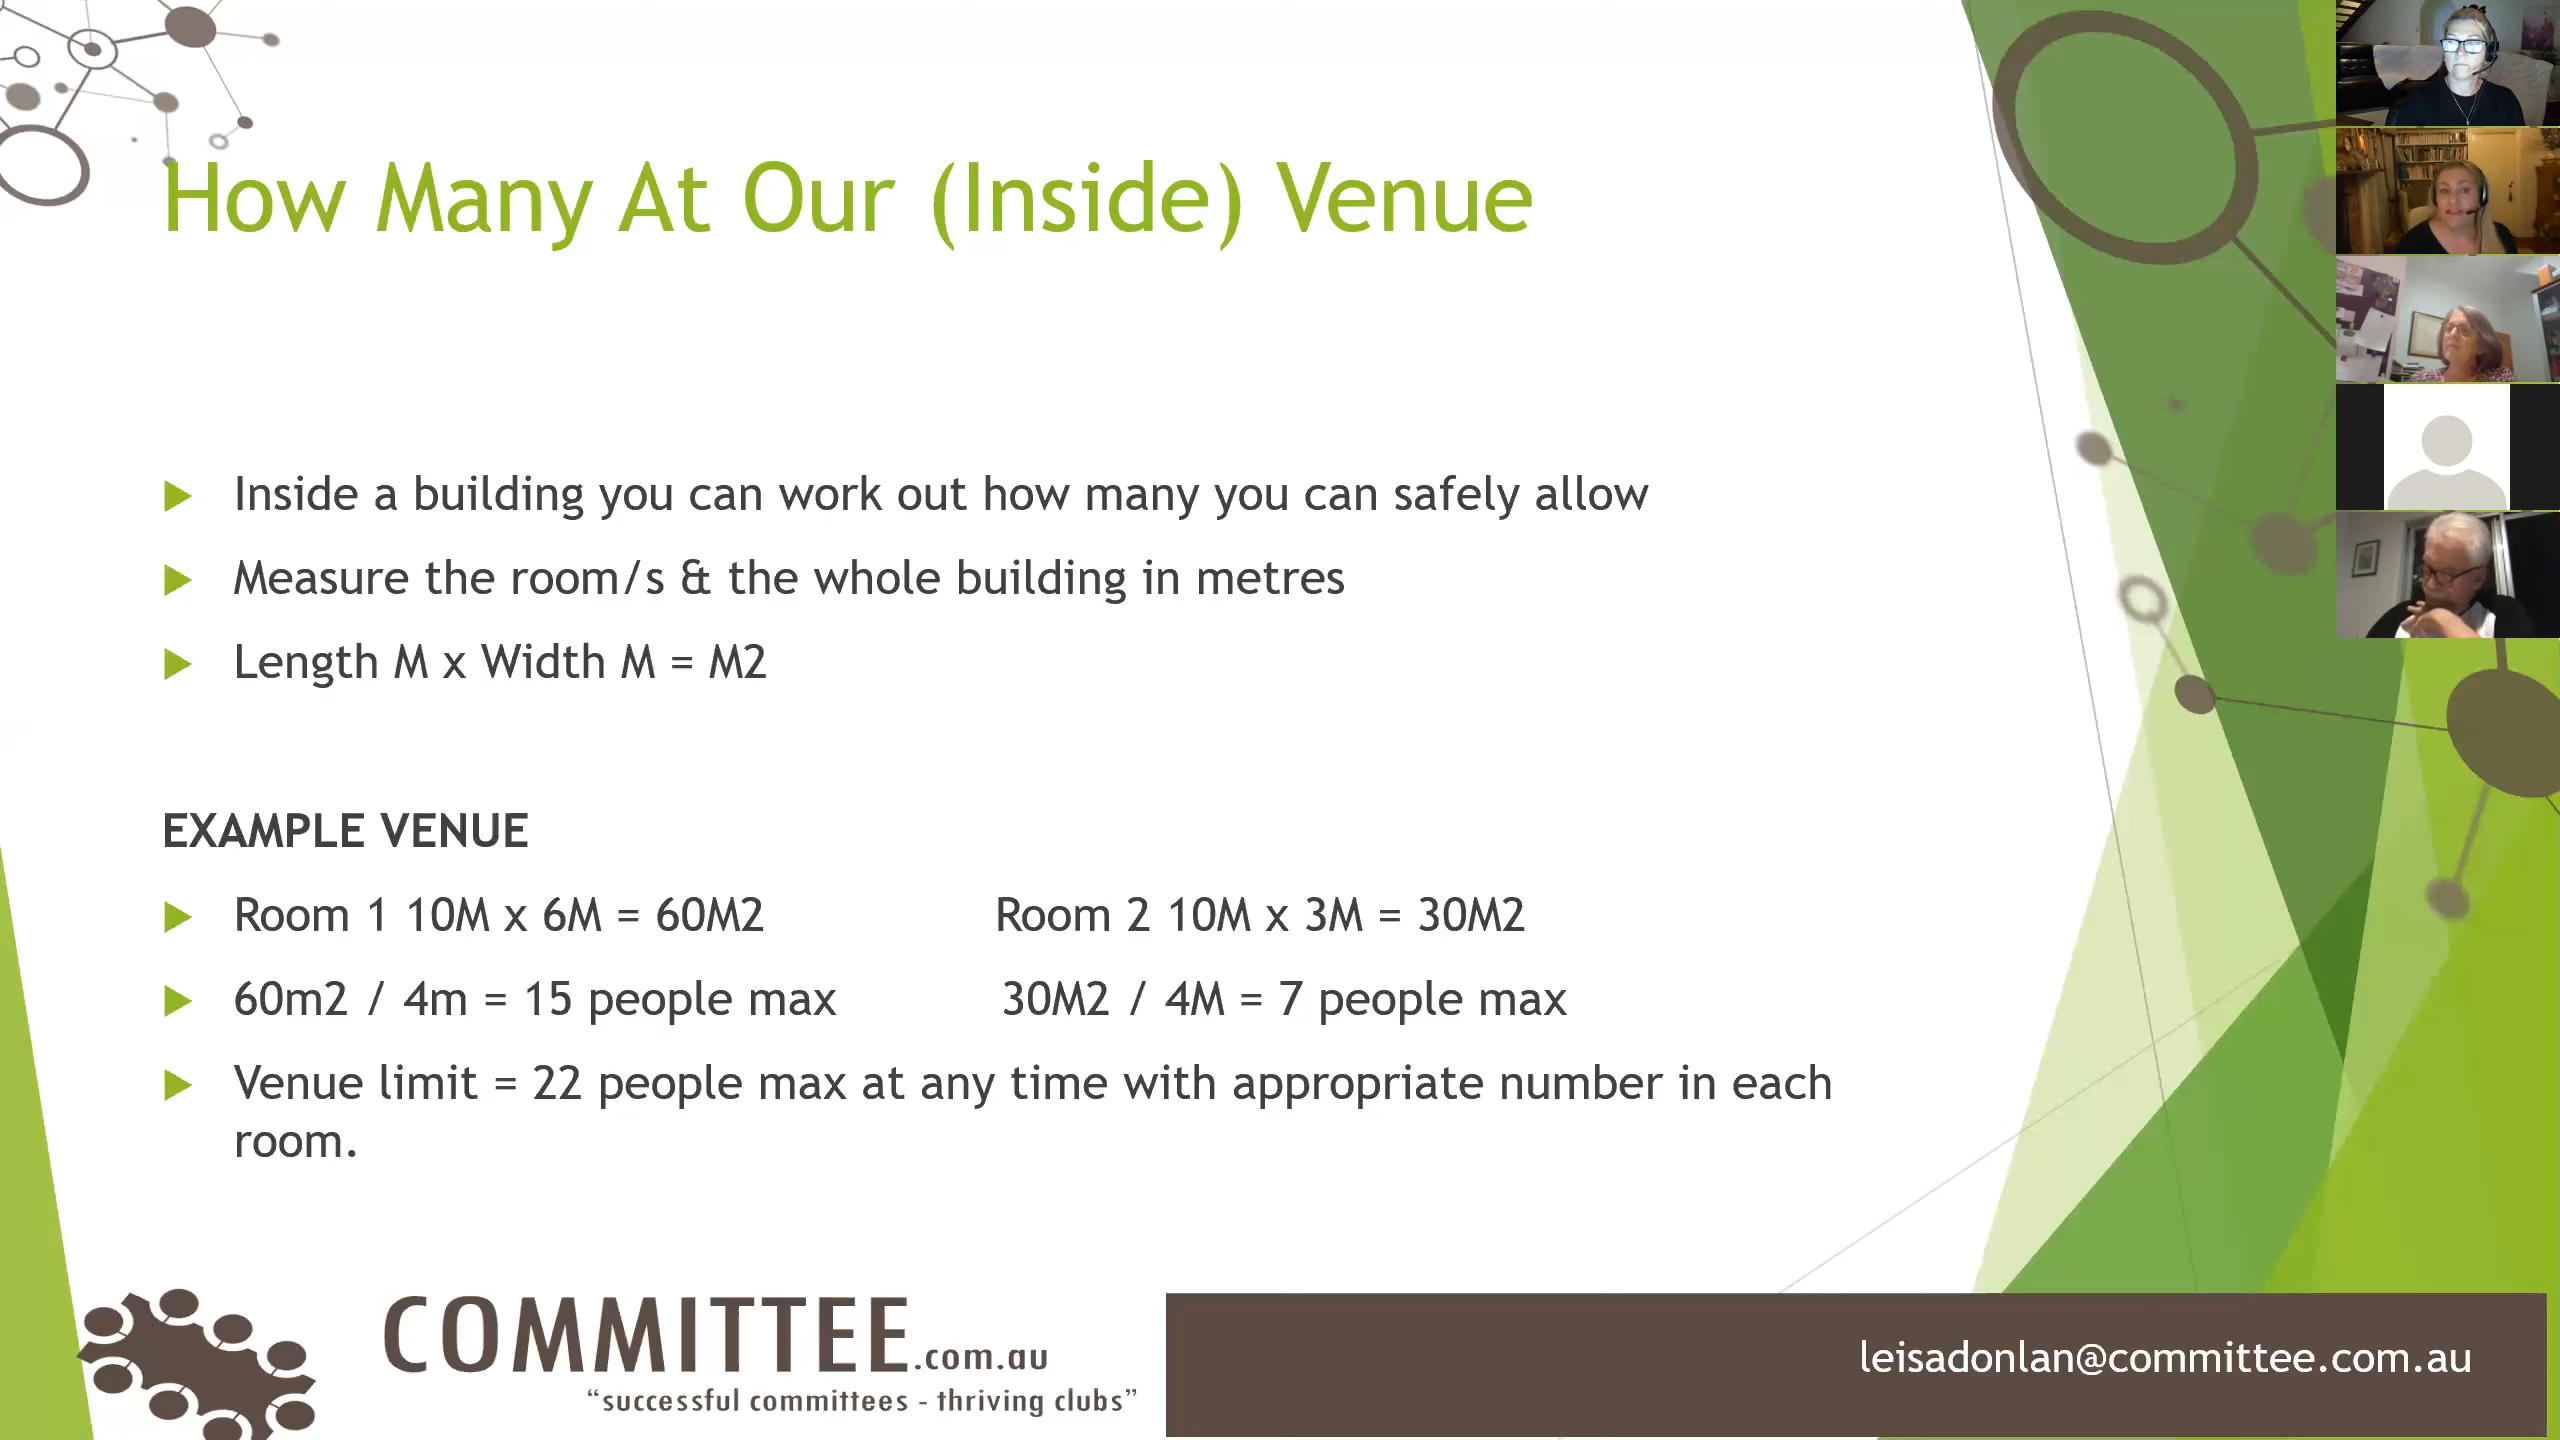 How Many At Our (Inside) Venue
Inside a building you can work out how many you can safely allow
Measure the room/s & the whole building in metres
Length M x Width M = M2
EXAMPLE VENUE
Room 1 10M x 6M = 60M2 Room 2 10M x 3M = 30M2
60m2 / 4m = 15 people max 30M2 / 4M = 7 people max
Venue limit = 22 people max at any time with appropriate number in each
room.
COMMITTEE.com.au
“successful committees - thriving clubs”
leisadonlan@committee.com.au